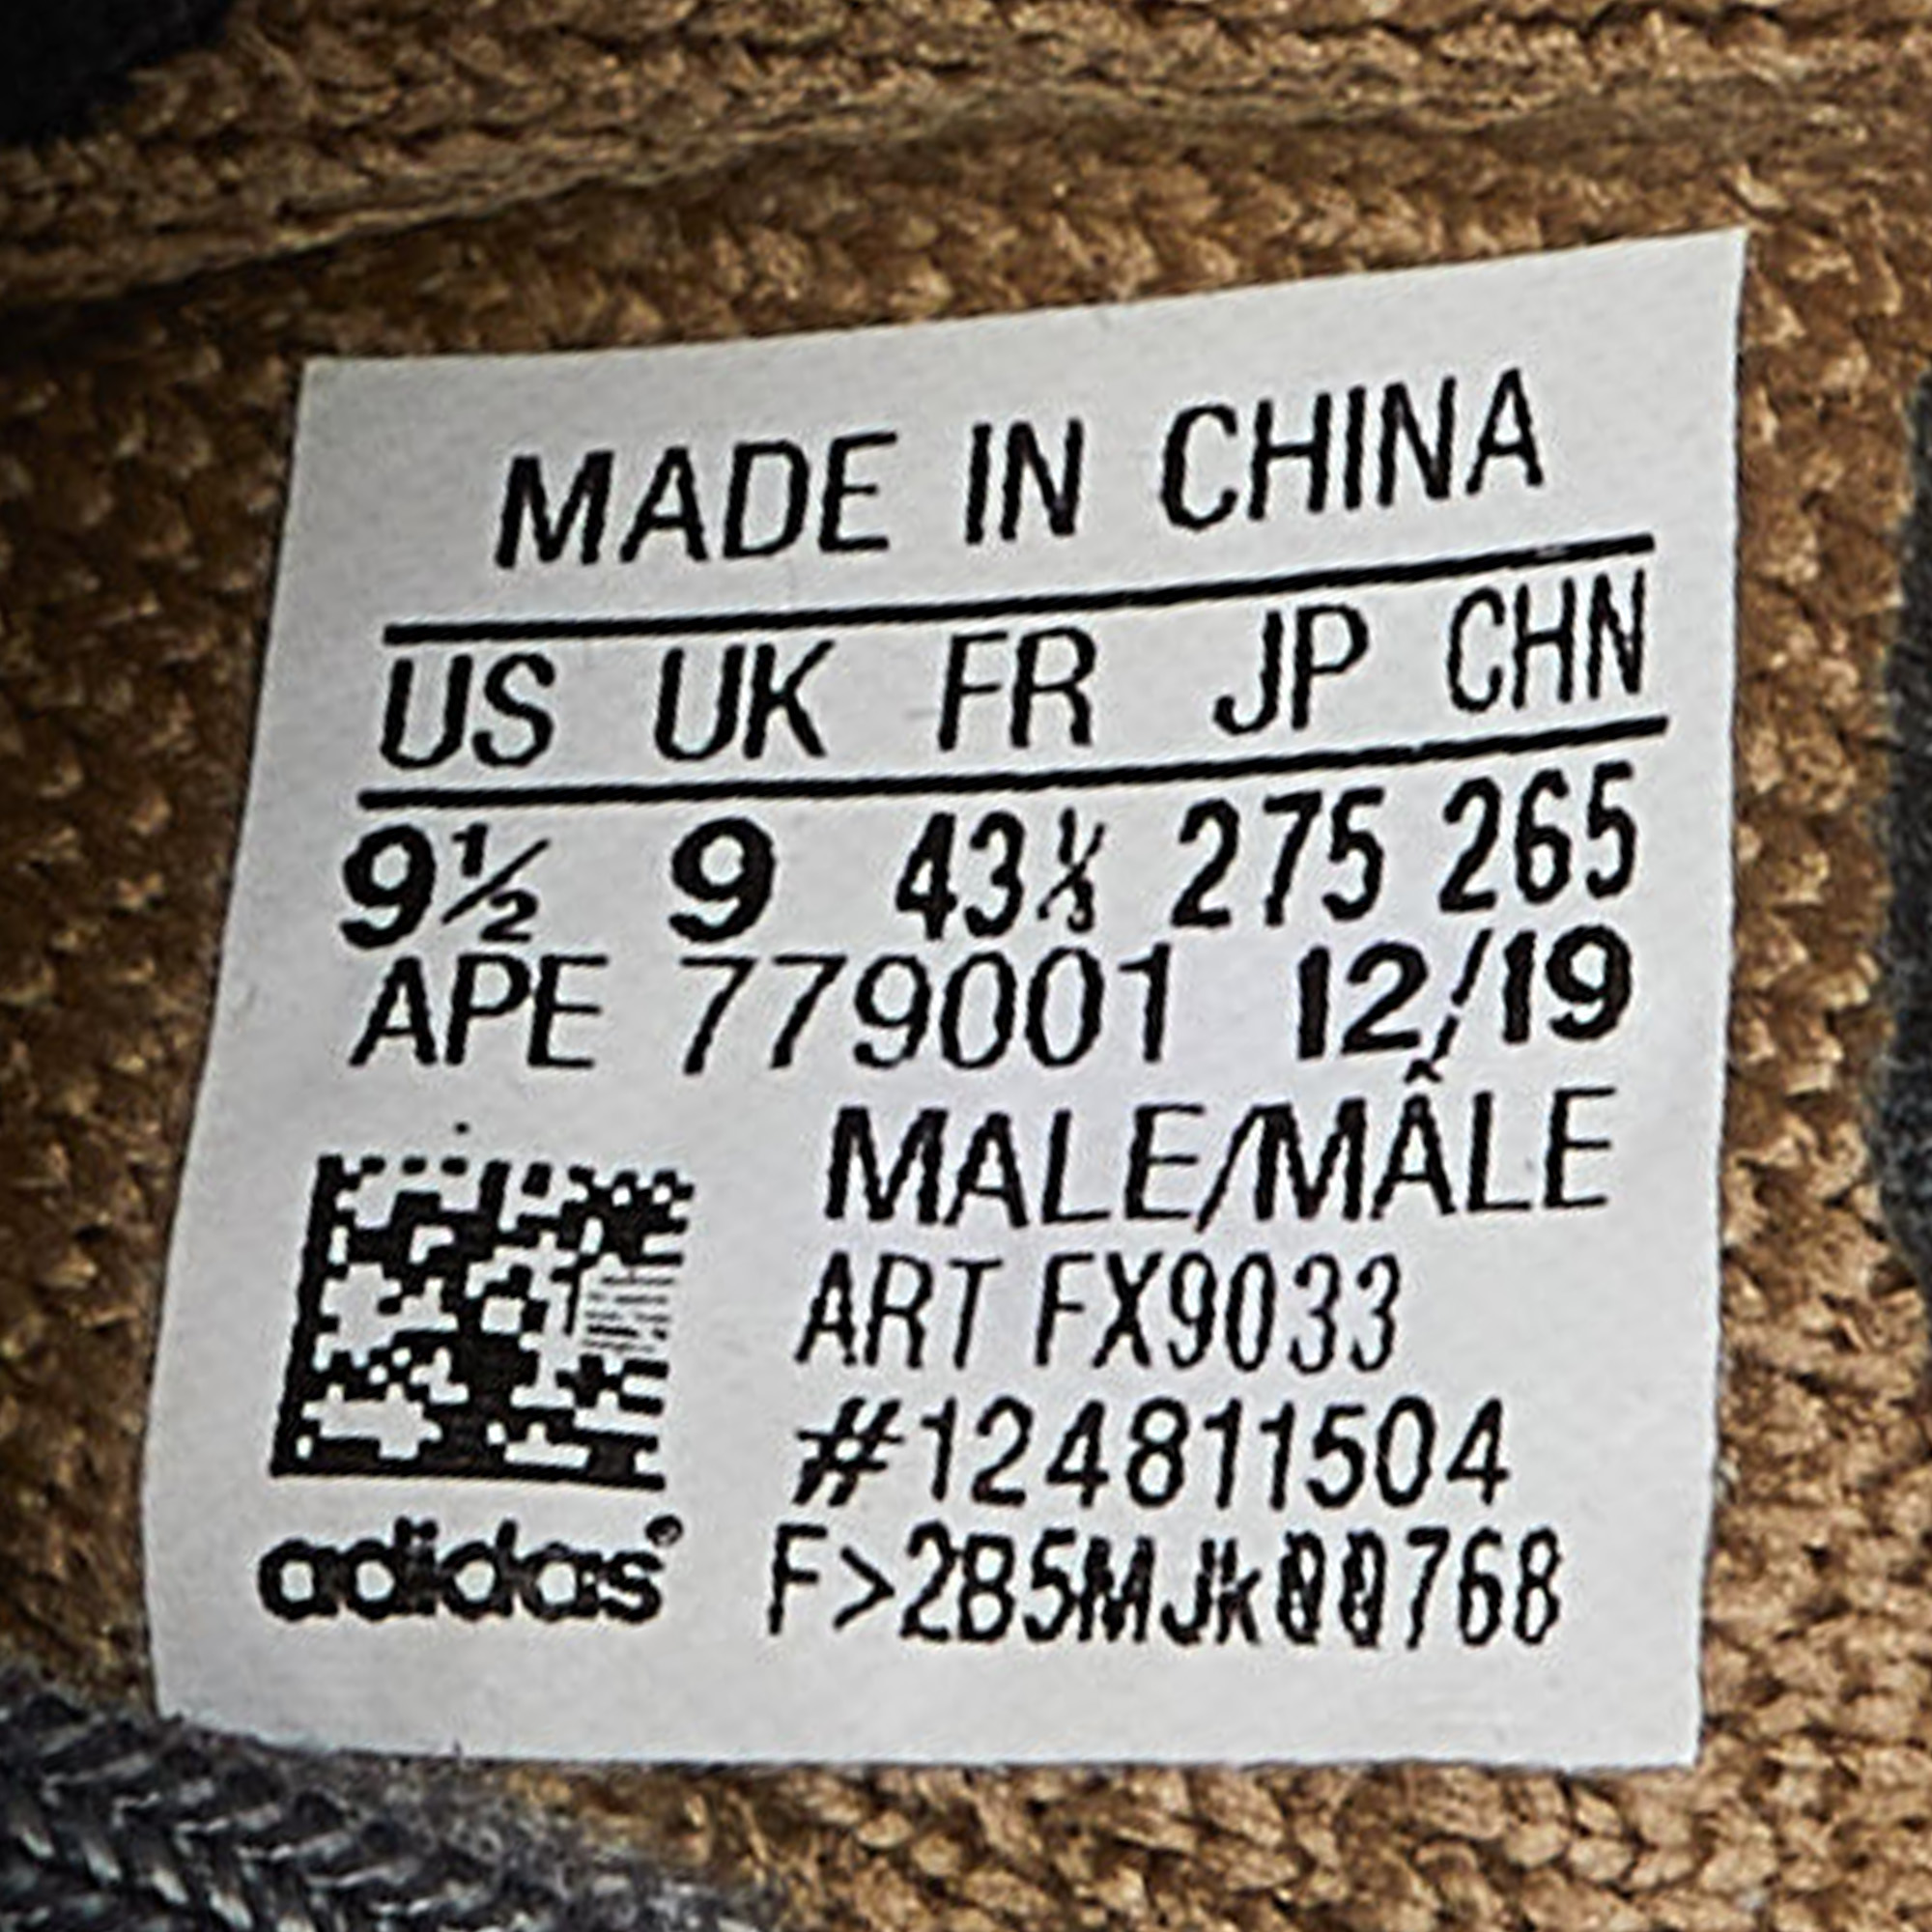 MADE IN CHINA
US UK FR JP CHN
9½ 9 43⅓ 275 265
APE 779001 12/19
MALE/MÂLE
ART FX9033
#124811504
adidas® F>2B5MJk00768